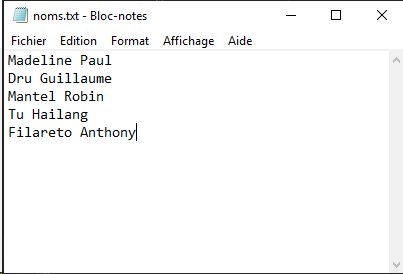 noms.txt - Bloc-notes
Fichier Edition Format Affichage Aide
Madeline Paul
Dru Guillaume
Mantel Robin
Tu Hailang
Filareto Anthony